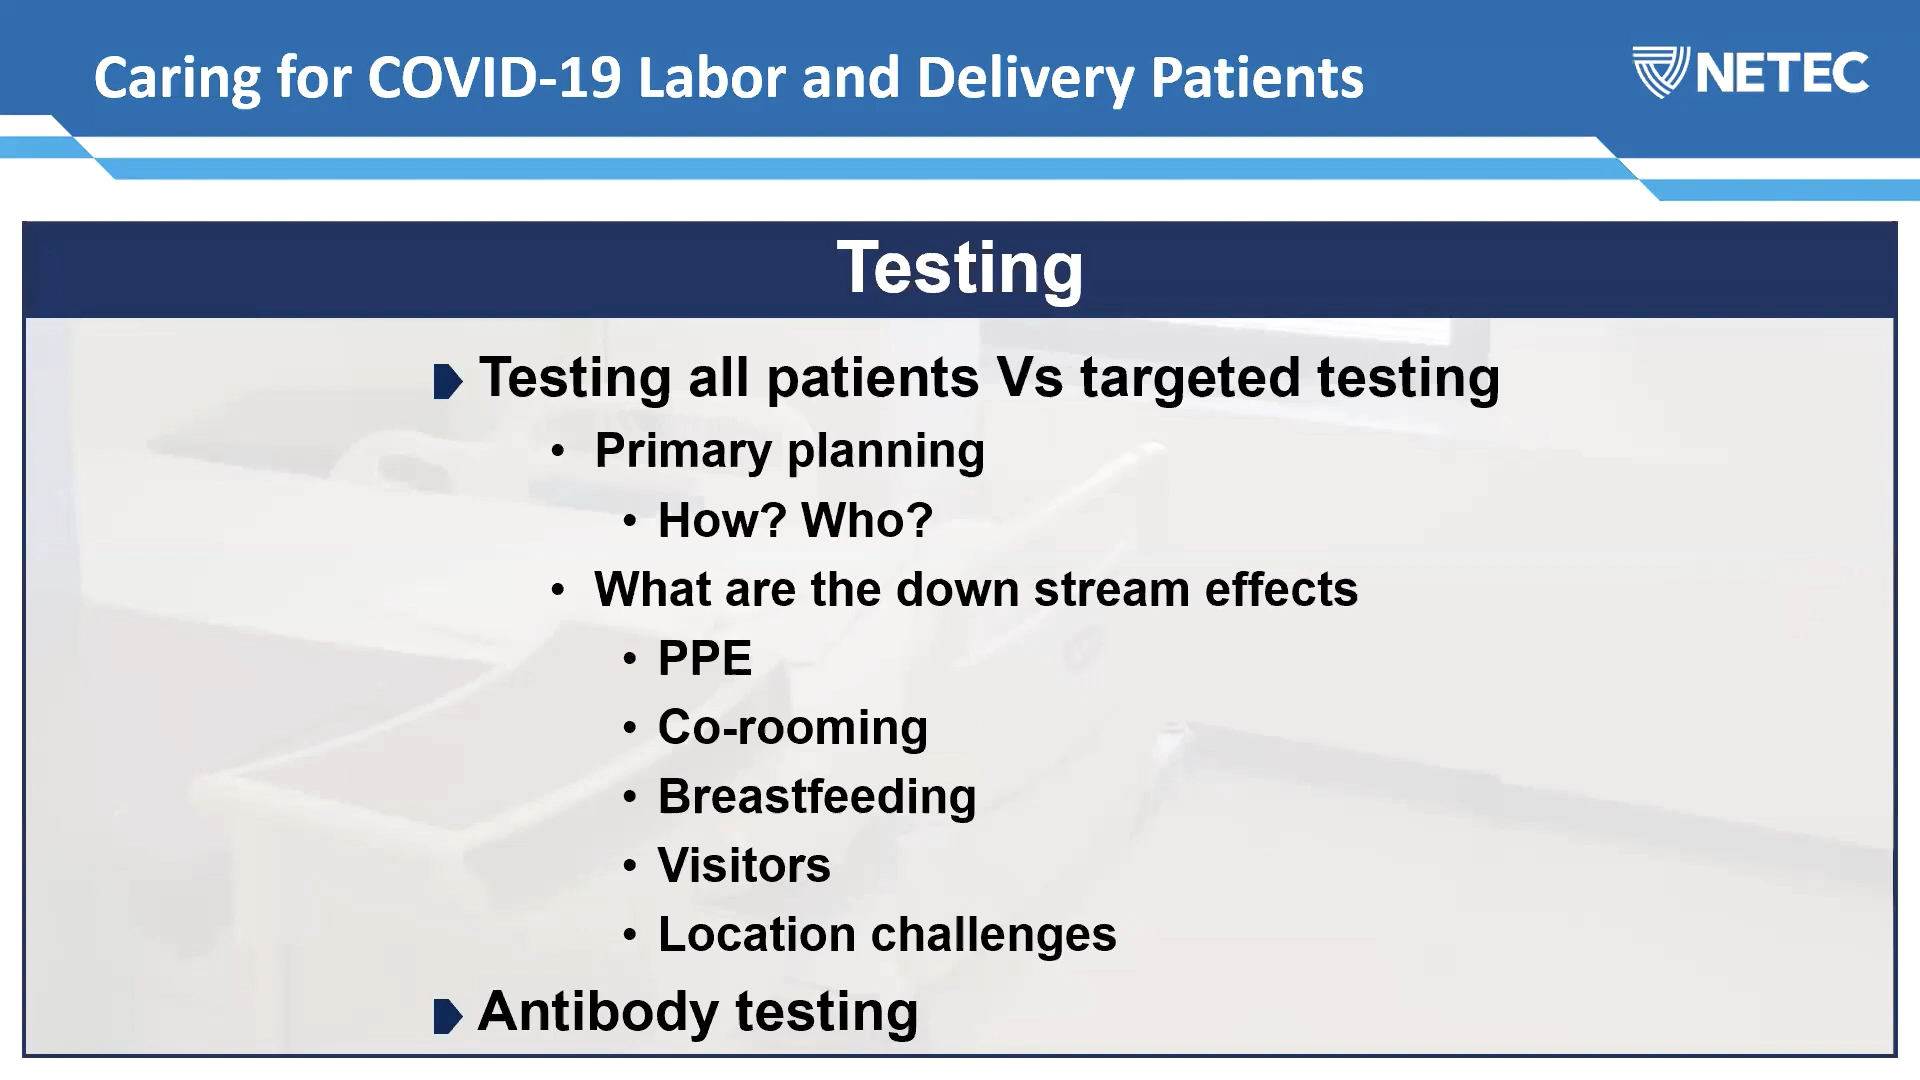 Caring for COVID-19 Labor and Delivery Patients
NETEC
Testing
Testing all patients Vs targeted testing
• Primary planning
• How? Who?
• What are the down stream effects
• PPE
• Co-rooming
• Breastfeeding
• Visitors
• Location challenges
Antibody testing